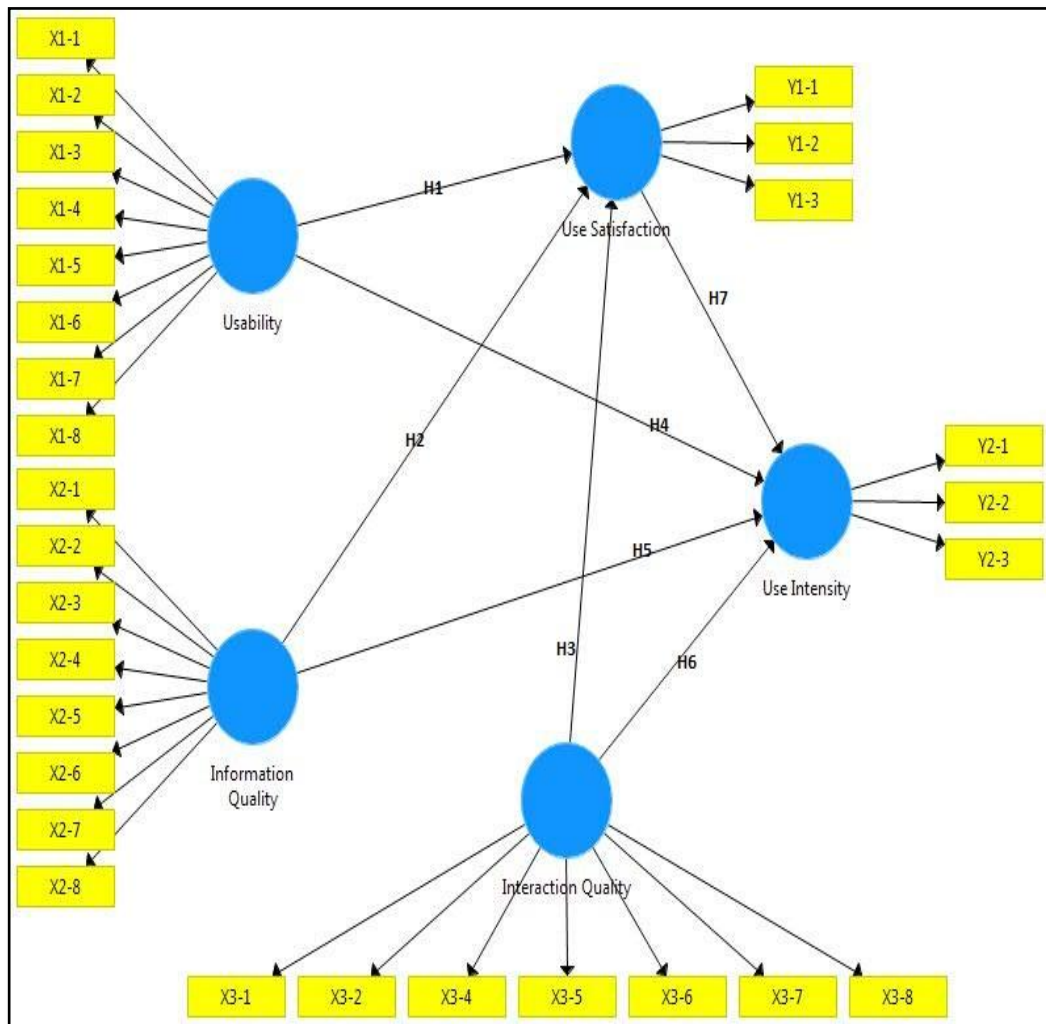 X1-1
X1-2
X1-3
X1-4
X1-5
X1-6
X1-7
X1-8
Usability
H1
Use Satisfaction
Y1-1
Y1-2
Y1-3
H7
H4
H2
X2-1
X2-2
X2-3
X2-4
X2-5
X2-6
X2-7
X2-8
Information
Quality
H5
Use Intensity
Y2-1
Y2-2
Y2-3
H3
H6
Interaction Quality
X3-1
X3-2
X3-4
X3-5
X3-6
X3-7
X3-8